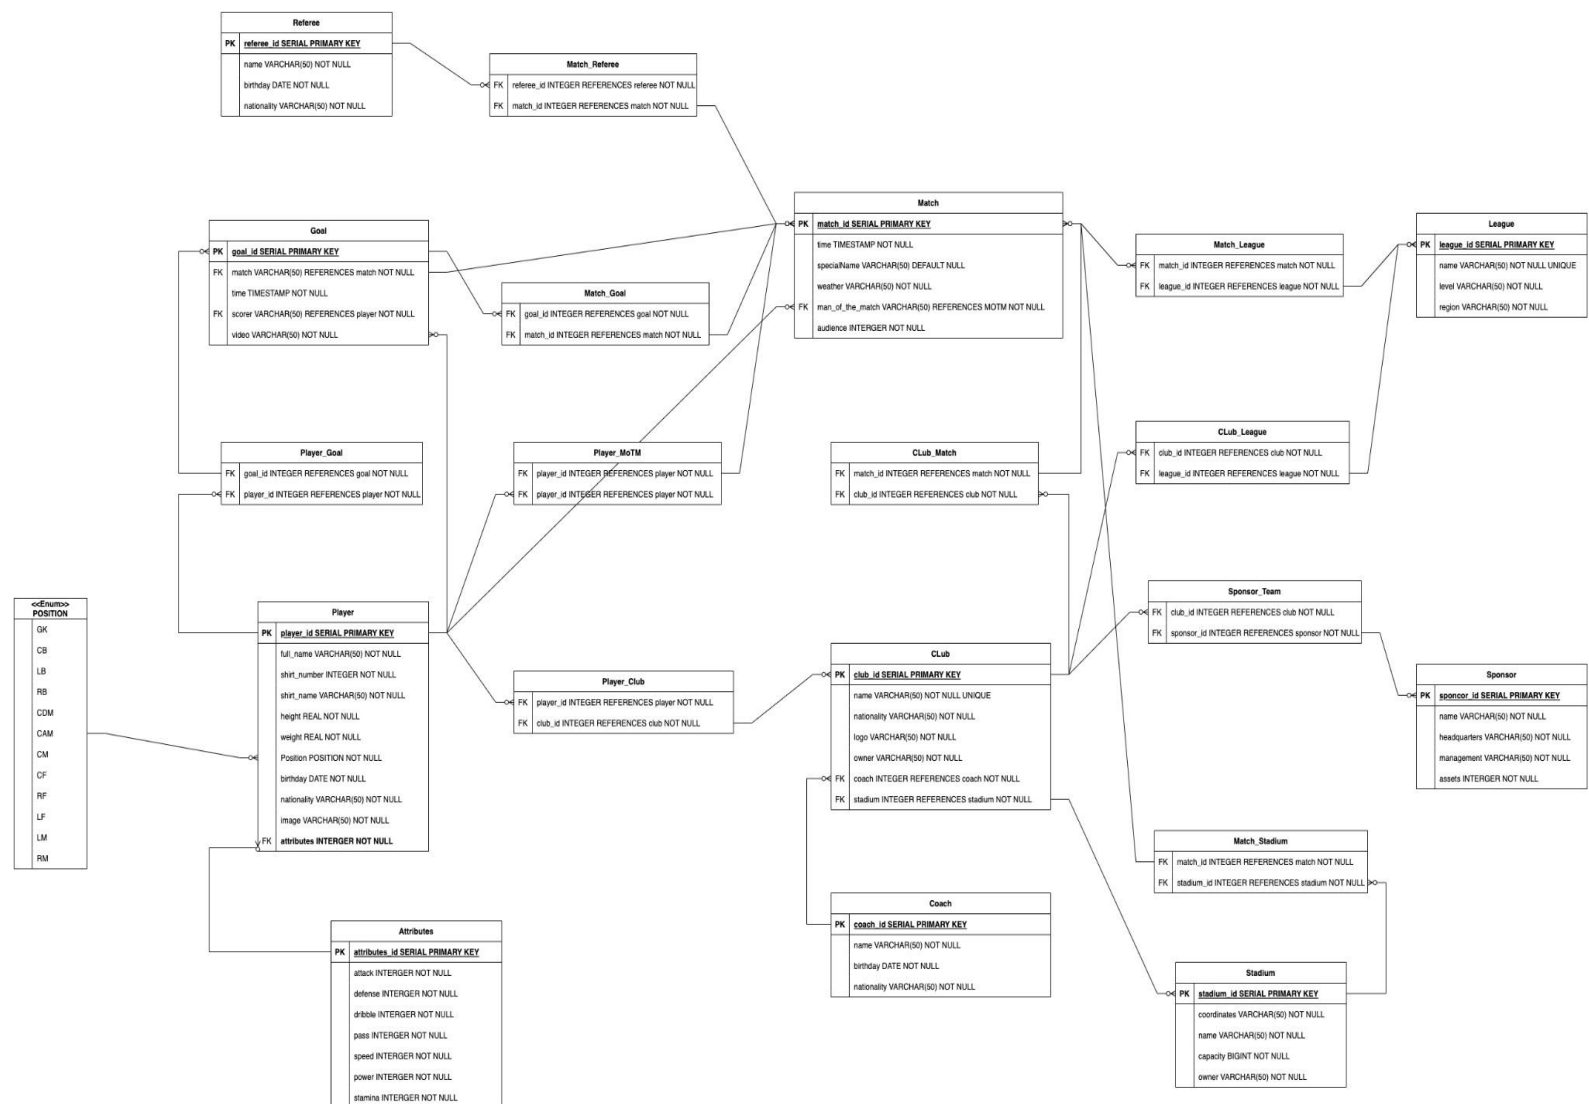 Referee
PK referee_id SERIAL PRIMARY KEY
name VARCHAR(50) NOT NULL
birthday DATE NOT NULL
nationality VARCHAR(50) NOT NULL
Match_Referee
FK referee_id INTEGER REFERENCES referee NOT NULL
FK match_id INTEGER REFERENCES match NOT NULL
Match
PK match_id SERIAL PRIMARY KEY
time TIMESTAMP NOT NULL
specialName VARCHAR(50) DEFAULT NULL
weather VARCHAR(50) NOT NULL
FK man_of_the_match VARCHAR(50) REFERENCES MOTM NOT NULL
audience INTERGER NOT NULL
Goal
PK goal_id SERIAL PRIMARY KEY
FK match VARCHAR(50) REFERENCES match NOT NULL
time TIMESTAMP NOT NULL
FK scorer VARCHAR(50) REFERENCES player NOT NULL
video VARCHAR(50) NOT NULL
Match_Goal
FK goal_id INTEGER REFERENCES goal NOT NULL
FK match_id INTEGER REFERENCES match NOT NULL
Match_League
FK match_id INTEGER REFERENCES match NOT NULL
FK league_id INTEGER REFERENCES league NOT NULL
League
PK league_id SERIAL PRIMARY KEY
name VARCHAR(50) NOT NULL UNIQUE
level VARCHAR(50) NOT NULL
region VARCHAR(50) NOT NULL
Player_Goal
FK goal_id INTEGER REFERENCES goal NOT NULL
FK player_id INTEGER REFERENCES player NOT NULL
Player_MoTM
FK player_id INTEGER REFERENCES player NOT NULL
FK player_id INTEGER REFERENCES player NOT NULL
CLub_Match
FK match_id INTEGER REFERENCES match NOT NULL
FK club_id INTEGER REFERENCES club NOT NULL
CLub_League
FK club_id INTEGER REFERENCES club NOT NULL
FK league_id INTEGER REFERENCES league NOT NULL
<<Enum>>
POSITION
GK
CB
LB
RB
CDM
CAM
CM
CF
RF
LF
LM
RM
Player
PK player_id SERIAL PRIMARY KEY
full_name VARCHAR(50) NOT NULL
shirt_number INTEGER NOT NULL
shirt_name VARCHAR(50) NOT NULL
height REAL NOT NULL
weight REAL NOT NULL
Position POSITION NOT NULL
birthday DATE NOT NULL
nationality VARCHAR(50) NOT NULL
image VARCHAR(50) NOT NULL
FK attributes INTERGER NOT NULL
Player_Club
FK player_id INTEGER REFERENCES player NOT NULL
FK club_id INTEGER REFERENCES club NOT NULL
CLub
PK club_id SERIAL PRIMARY KEY
name VARCHAR(50) NOT NULL UNIQUE
nationality VARCHAR(50) NOT NULL
logo VARCHAR(50) NOT NULL
owner VARCHAR(50) NOT NULL
FK coach INTEGER REFERENCES coach NOT NULL
FK stadium INTEGER REFERENCES stadium NOT NULL
Sponsor_Team
FK club_id INTEGER REFERENCES club NOT NULL
FK sponsor_id INTEGER REFERENCES sponsor NOT NULL
Sponsor
PK sponcor_id SERIAL PRIMARY KEY
name VARCHAR(50) NOT NULL
headquarters VARCHAR(50) NOT NULL
management VARCHAR(50) NOT NULL
assets INTERGER NOT NULL
Match_Stadium
FK match_id INTEGER REFERENCES match NOT NULL
FK stadium_id INTEGER REFERENCES stadium NOT NULL
Coach
PK coach_id SERIAL PRIMARY KEY
name VARCHAR(50) NOT NULL
birthday DATE NOT NULL
nationality VARCHAR(50) NOT NULL
Attributes
PK attributes_id SERIAL PRIMARY KEY
attack INTERGER NOT NULL
defense INTERGER NOT NULL
dribble INTERGER NOT NULL
pass INTERGER NOT NULL
speed INTERGER NOT NULL
power INTERGER NOT NULL
stamina INTERGER NOT NULL
Stadium
PK stadium_id SERIAL PRIMARY KEY
coordinates VARCHAR(50) NOT NULL
name VARCHAR(50) NOT NULL
capacity BIGINT NOT NULL
owner VARCHAR(50) NOT NULL